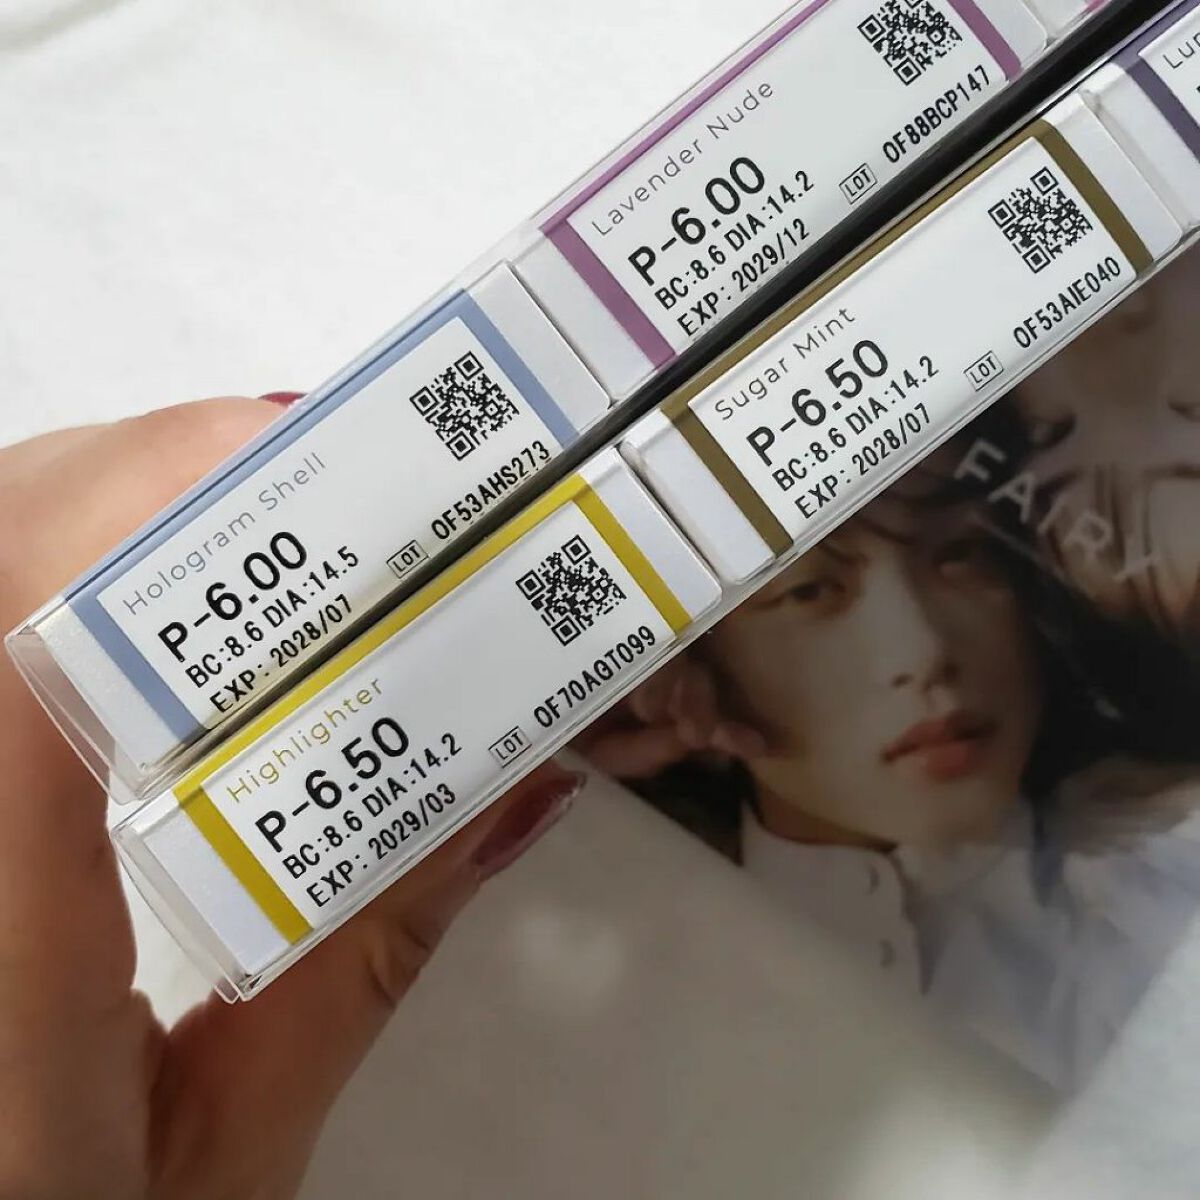 Lavender Nude
P-6.00
BC:8.6 DIA:14.2
EXP: 2029/12
LOT OF88BCP147
Hologram Shell
P-6.00
BC:8.6 DIA:14.5
EXP: 2028/07
LOT OF53AHS273
Sugar Mint
P-6.50
BC:8.6 DIA:14.2
EXP: 2028/07
LOT OF53AIE040
Highlighter
P-6.50
BC:8.6 DIA:14.2
EXP: 2029/03
LOT OF70AGT099